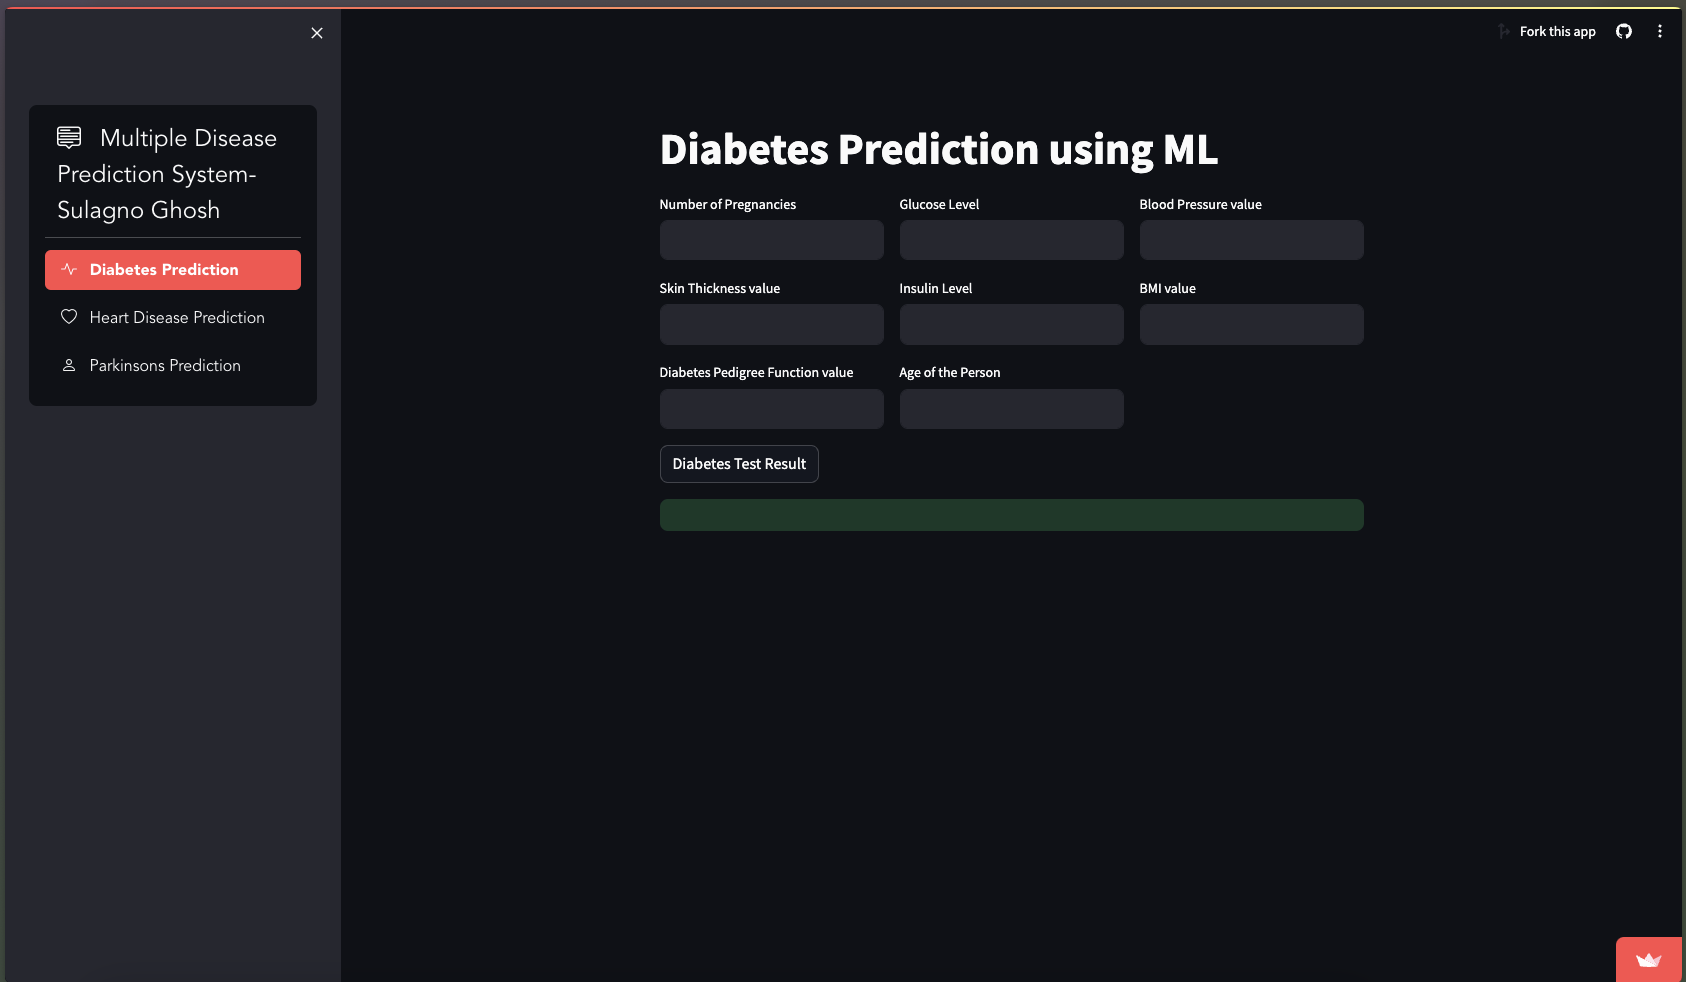 Fork this app
Multiple Disease
Prediction System-
Sulagno Ghosh
Diabetes Prediction
Heart Disease Prediction
Parkinsons Prediction
Diabetes Prediction using ML
Number of Pregnancies
Glucose Level
Blood Pressure value
Skin Thickness value
Insulin Level
BMI value
Diabetes Pedigree Function value
Age of the Person
Diabetes Test Result